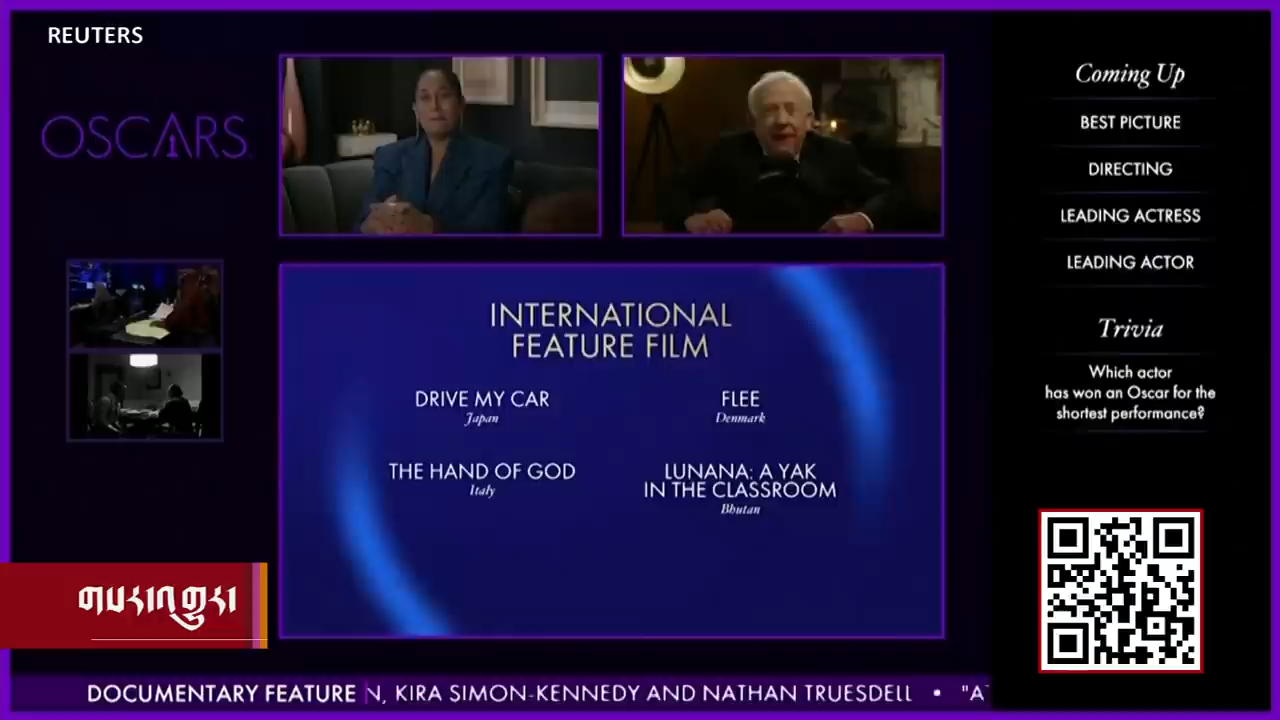 REUTERS
OSCARS
INTERNATIONAL
FEATURE FILM
DRIVE MY CAR
Japan
FLEE
Denmark
THE HAND OF GOD
Italy
LUNANA: A YAK
IN THE CLASSROOM
Bhutan
Coming Up
BEST PICTURE
DIRECTING
LEADING ACTRESS
LEADING ACTOR
Trivia
Which actor
has won an Oscar for the
shortest performance?
DOCUMENTARY FEATURE N, KIRA SIMON-KENNEDY AND NATHAN TRUESDELL • "A